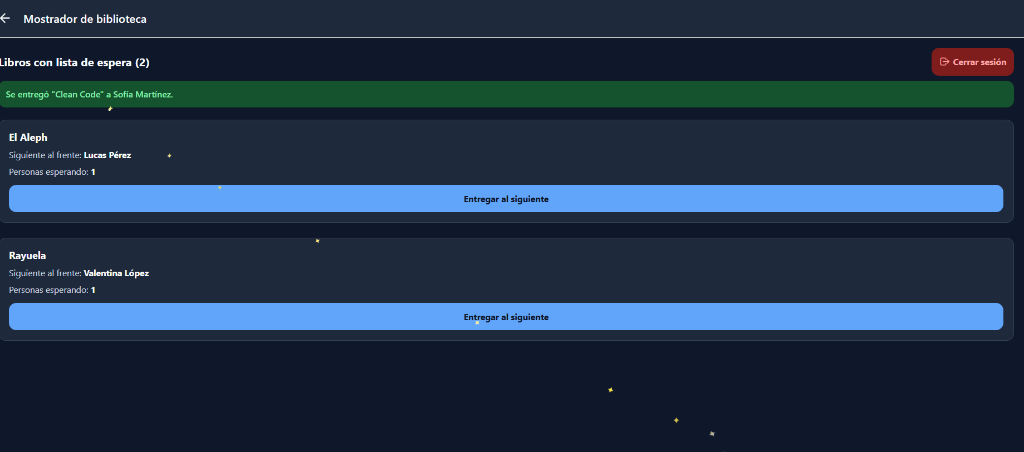 Mostrador de biblioteca
Libros con lista de espera (2)
Cerrar sesión
Se entregó "Clean Code" a Sofía Martínez.
El Aleph
Siguiente al frente: Lucas Pérez
Personas esperando: 1
Entregar al siguiente
Rayuela
Siguiente al frente: Valentina López
Personas esperando: 1
Entregar al siguiente